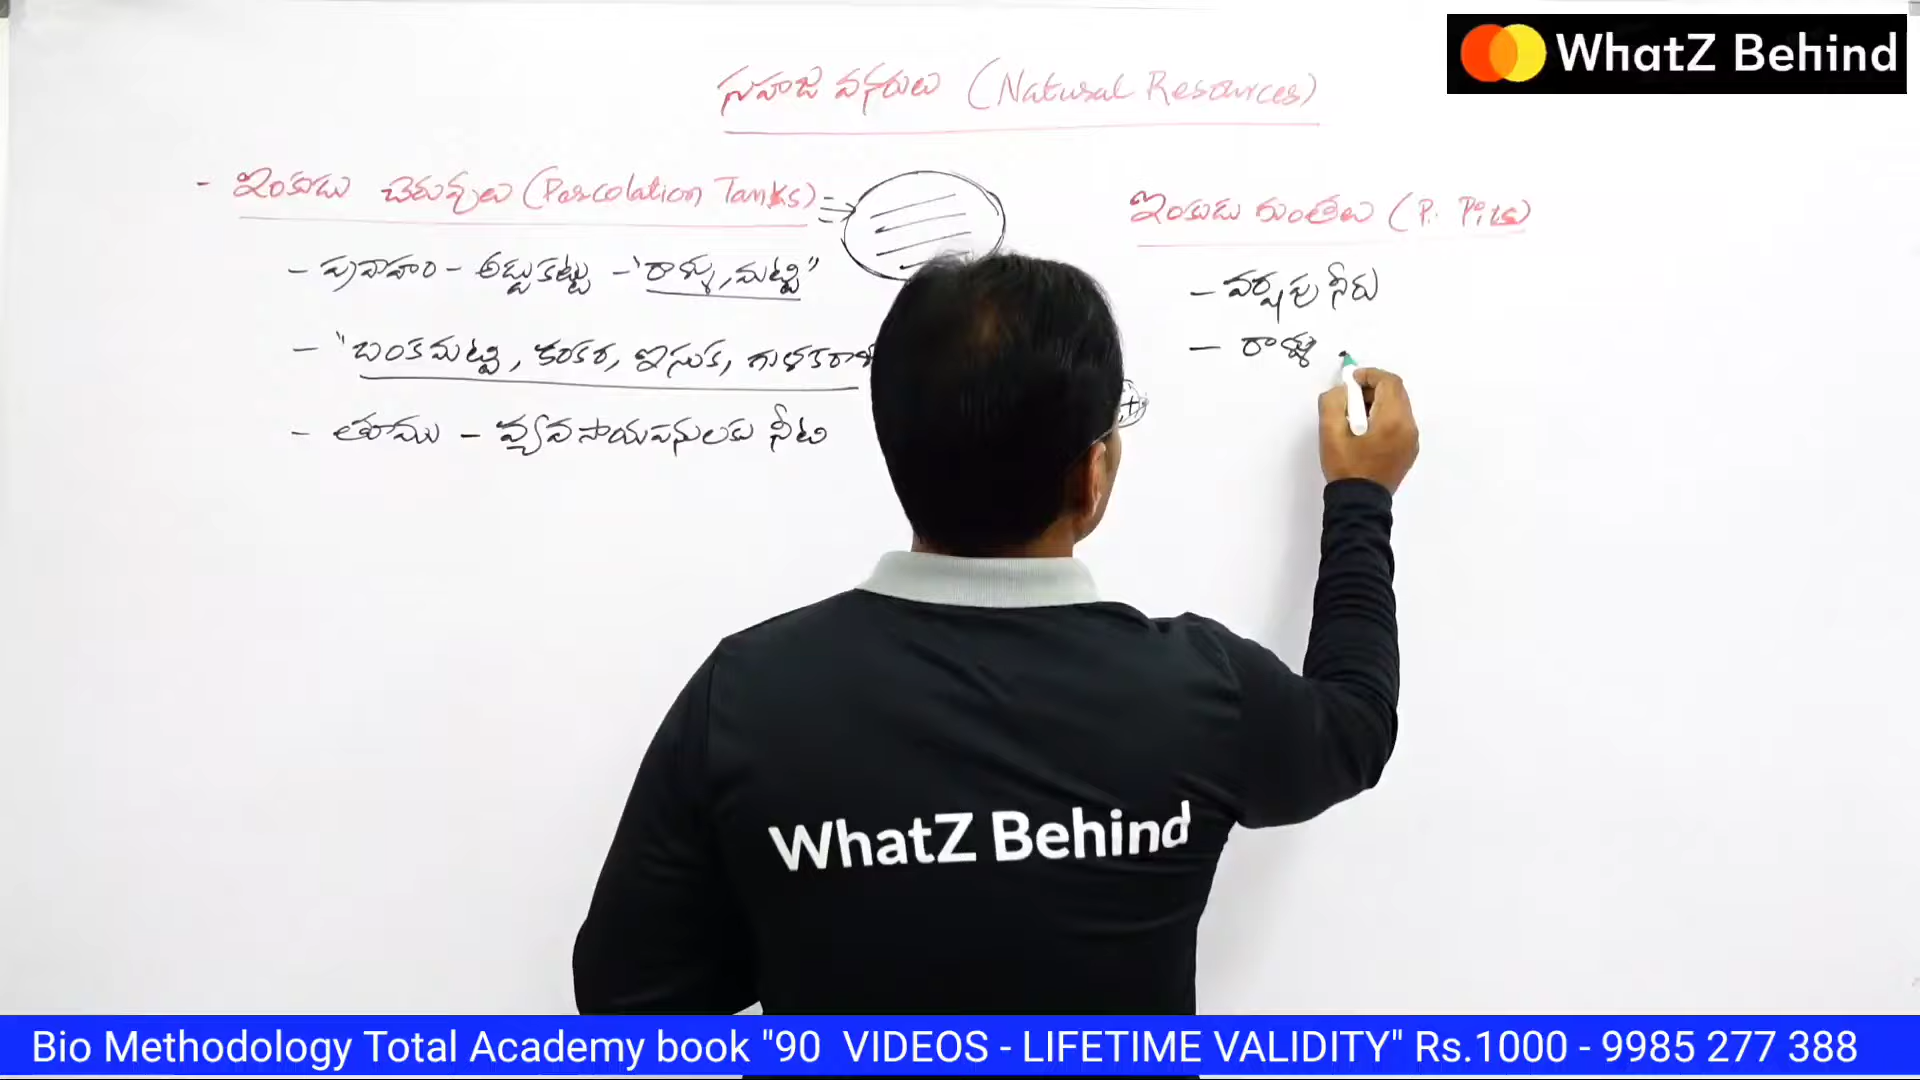 WhatZ Behind
సహజ వనరులు (Natural Resources)
- ఇంకుడు చెరువులు (Percolation Tanks)
- ప్రవాహం - అడ్డుకట్ట - "రాళ్ళు, మట్టి"
- "బంకమట్టి, కంకర, ఇసుక,
- తూము - వ్యవసాయపనులకు నీటి
ఇంకుడు గుంతలు (P. Pits)
- వర్షపు నీరు
- రాళ్ళు
WhatZ Behind
Bio Methodology Total Academy book "90 VIDEOS - LIFETIME VALIDITY" Rs.1000 - 9985 277 388